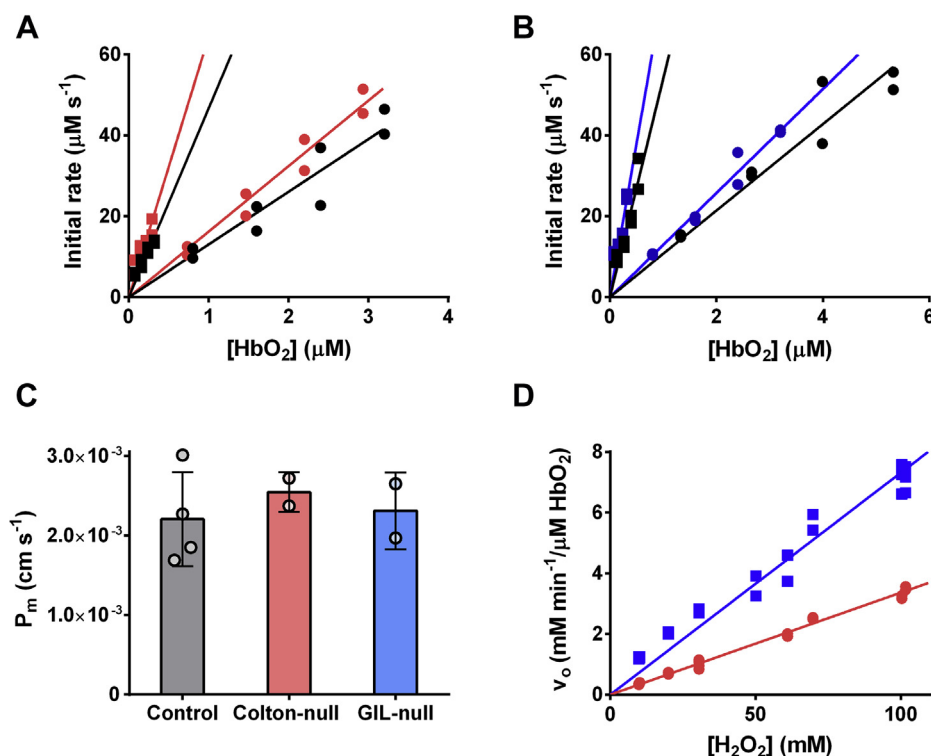 A
60
40
20
0
Initial rate (μM s⁻¹)
0 1 2 3 4
[HbO₂] (μM)
B
60
40
20
0
Initial rate (μM s⁻¹)
0 2 4 6
[HbO₂] (μM)
C
3.0×10⁻³
2.0×10⁻³
1.0×10⁻³
0
Pₘ (cm s⁻¹)
Control Colton-null GIL-null
D
8
6
4
2
0
vₒ (mM min⁻¹/μM HbO₂)
0 50 100
[H₂O₂] (mM)